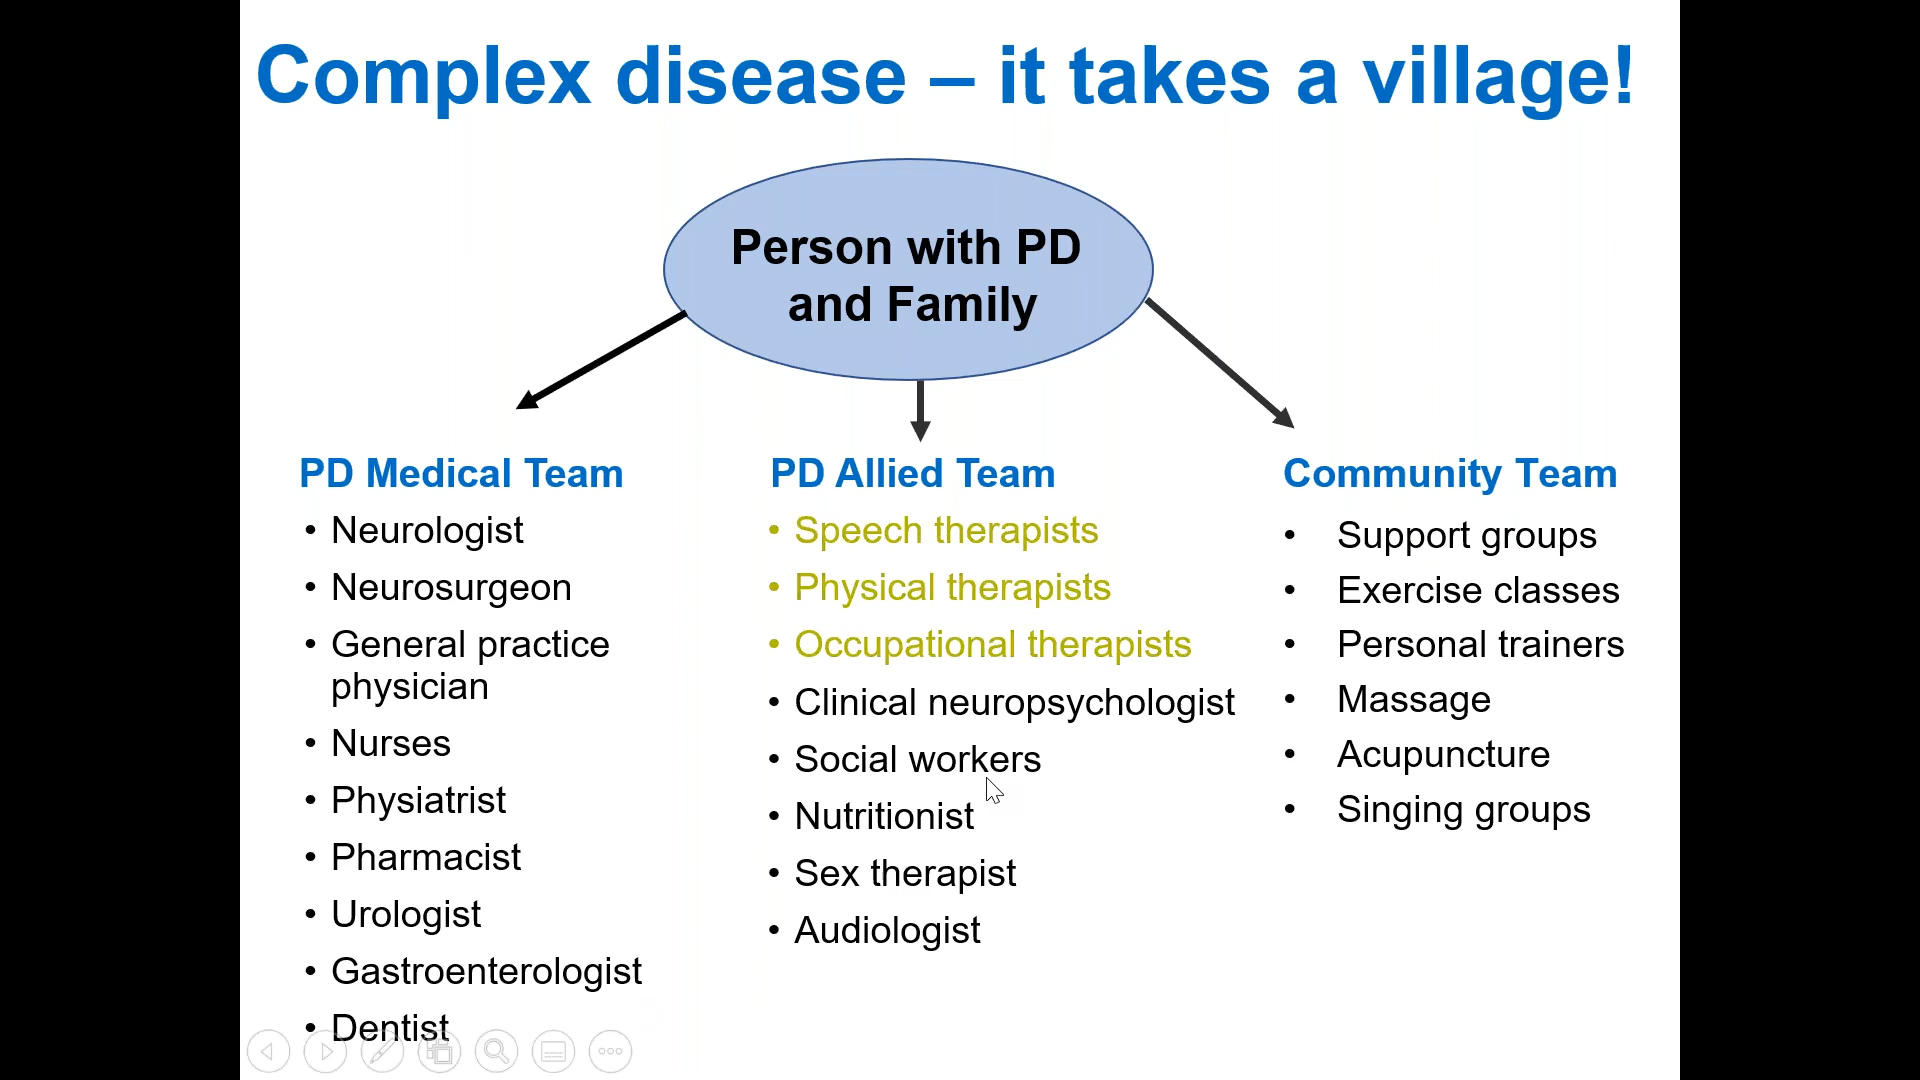 Complex disease – it takes a village!
Person with PD
and Family
PD Medical Team
• Neurologist
• Neurosurgeon
• General practice
physician
• Nurses
• Physiatrist
• Pharmacist
• Urologist
• Gastroenterologist
• Dentist
PD Allied Team
• Speech therapists
• Physical therapists
• Occupational therapists
• Clinical neuropsychologist
• Social workers
• Nutritionist
• Sex therapist
• Audiologist
Community Team
• Support groups
• Exercise classes
• Personal trainers
• Massage
• Acupuncture
• Singing groups